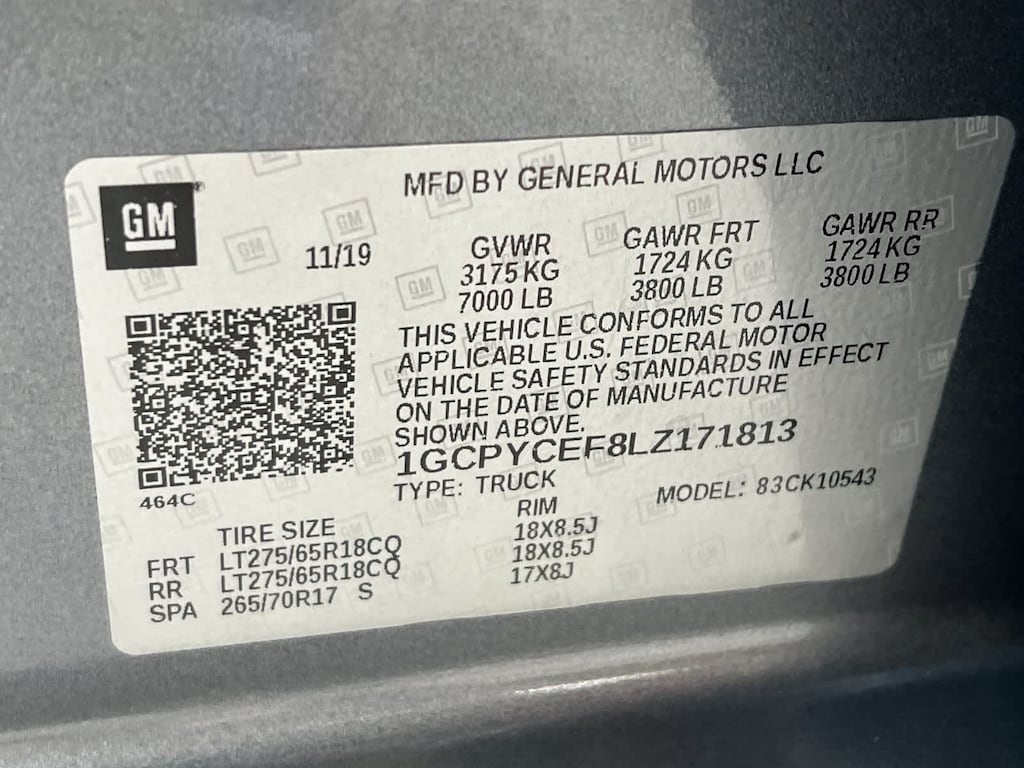 GM
MFD BY GENERAL MOTORS LLC
11/19
GVWR GAWR FRT GAWR RR
3175 KG 1724 KG 1724 KG
7000 LB 3800 LB 3800 LB
THIS VEHICLE CONFORMS TO ALL
APPLICABLE U.S. FEDERAL MOTOR
VEHICLE SAFETY STANDARDS IN EFFECT
ON THE DATE OF MANUFACTURE
SHOWN ABOVE.
1GCPYCEF8LZ171813
464C
TYPE: TRUCK MODEL: 83CK10543
TIRE SIZE RIM
FRT LT275/65R18CQ 18X8.5J
RR LT275/65R18CQ 18X8.5J
SPA 265/70R17 S 17X8J